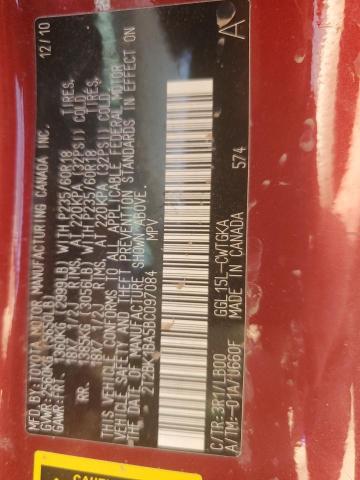 MFD. BY: TOYOTA MOTOR MANUFACTURING CANADA INC. 12/10
GVWR: 2560KG (5645LB)
GAWR: FRT. 1360KG (2999LB) WITH P235/60R18 TIRES,
18X7 1/2J RIMS, AT 220KPA (32PSI) COLD
RR. 1385KG (3056LB) WITH P235/60R18 TIRES,
18X7 1/2J RIMS, AT 220KPA (32PSI) COLD
THIS VEHICLE CONFORMS TO ALL APPLICABLE FEDERAL MOTOR
VEHICLE SAFETY AND THEFT PREVENTION STANDARDS IN EFFECT ON
THE DATE OF MANUFACTURE SHOWN ABOVE.
2T2BK1BA5BC097084 MPV
C/TR:3R1/LB00 GGL15L-CWTGKA
A/TM:-01A/U660F MADE IN CANADA 574
A